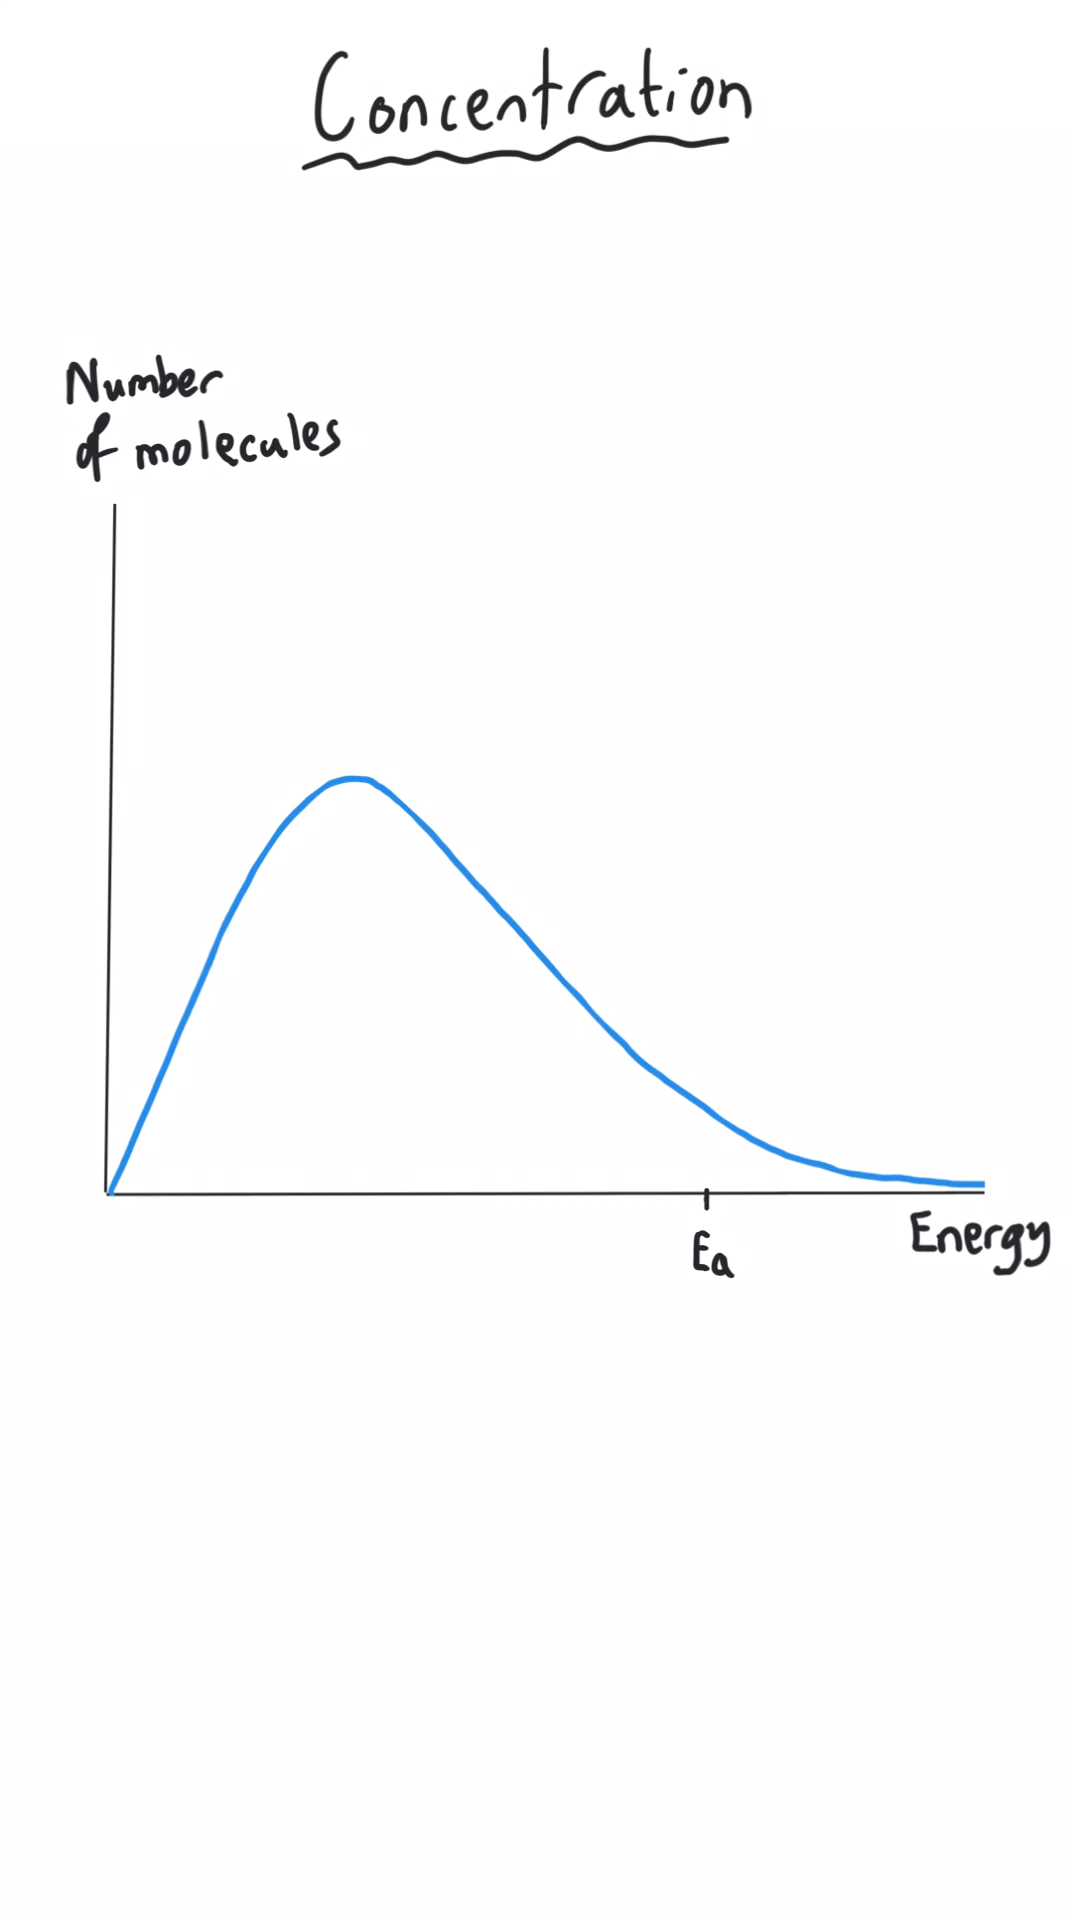 Concentration
Number
of molecules
Ea
Energy